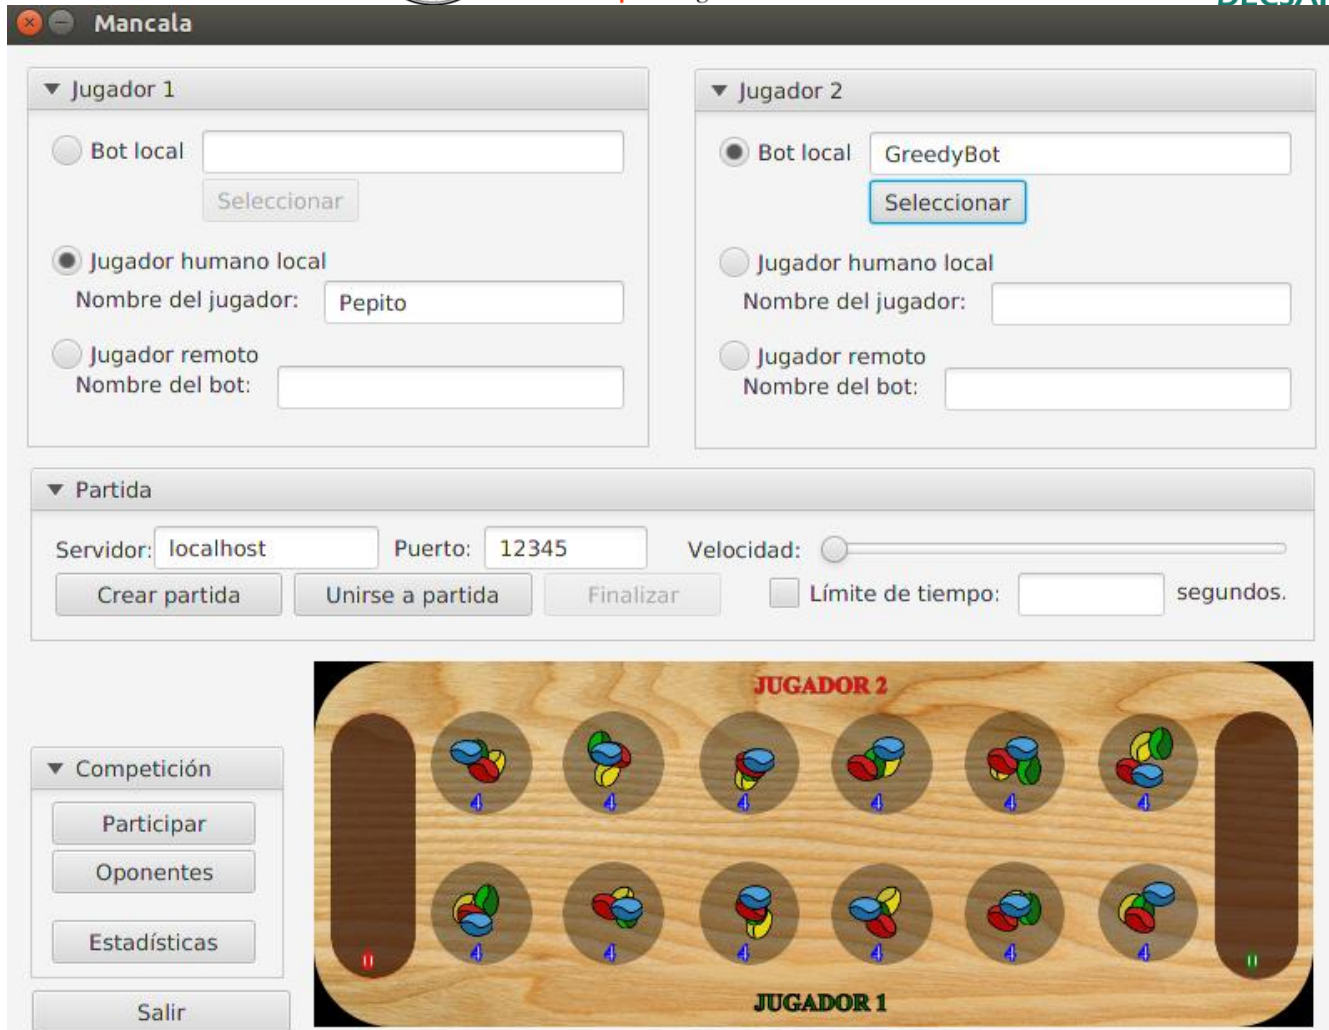 Mancala
Jugador 1
Bot local
Seleccionar
Jugador humano local
Nombre del jugador: Pepito
Jugador remoto
Nombre del bot:
Jugador 2
Bot local GreedyBot
Seleccionar
Jugador humano local
Nombre del jugador:
Jugador remoto
Nombre del bot:
Partida
Servidor: localhost Puerto: 12345 Velocidad:
Crear partida Unirse a partida Finalizar Límite de tiempo: segundos.
Competición
Participar
Oponentes
Estadísticas
Salir
JUGADOR 2
4 4 4 4 4 4
4 4 4 4 4 4
0 0
JUGADOR 1